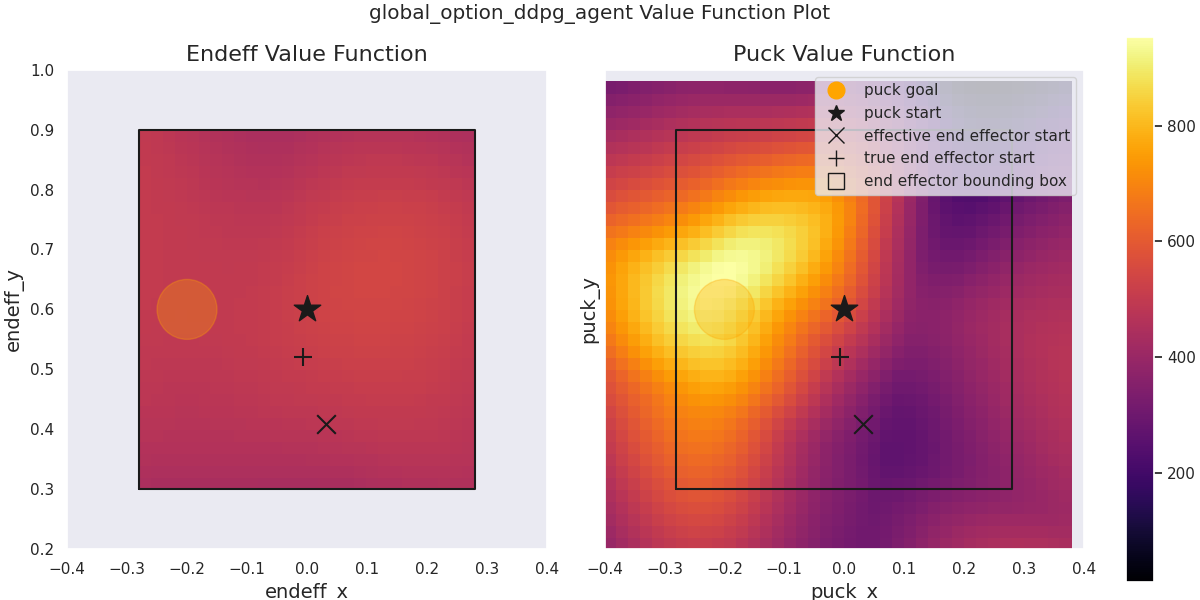 global_option_ddpg_agent Value Function Plot
Endeff Value Function
endeff_y
1.0
0.9
0.8
0.7
0.6
0.5
0.4
0.3
0.2
−0.4 −0.3 −0.2 −0.1 0.0 0.1 0.2 0.3 0.4
endeff_x
Puck Value Function
puck goal
puck start
effective end effector start
true end effector start
end effector bounding box
puck_y
−0.4 −0.3 −0.2 −0.1 0.0 0.1 0.2 0.3 0.4
puck_x
800
600
400
200